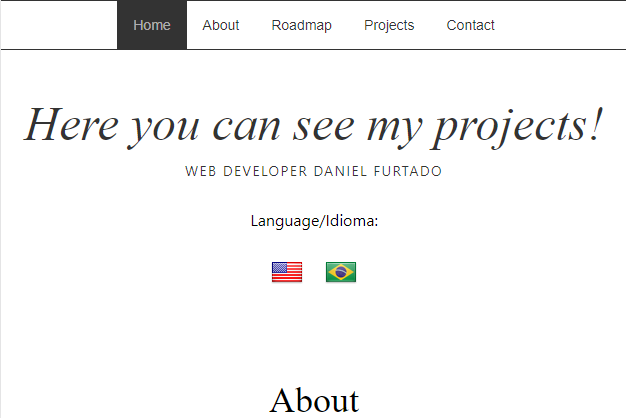 Home About Roadmap Projects Contact
Here you can see my projects!
WEB DEVELOPER DANIEL FURTADO
Language/Idioma:
About